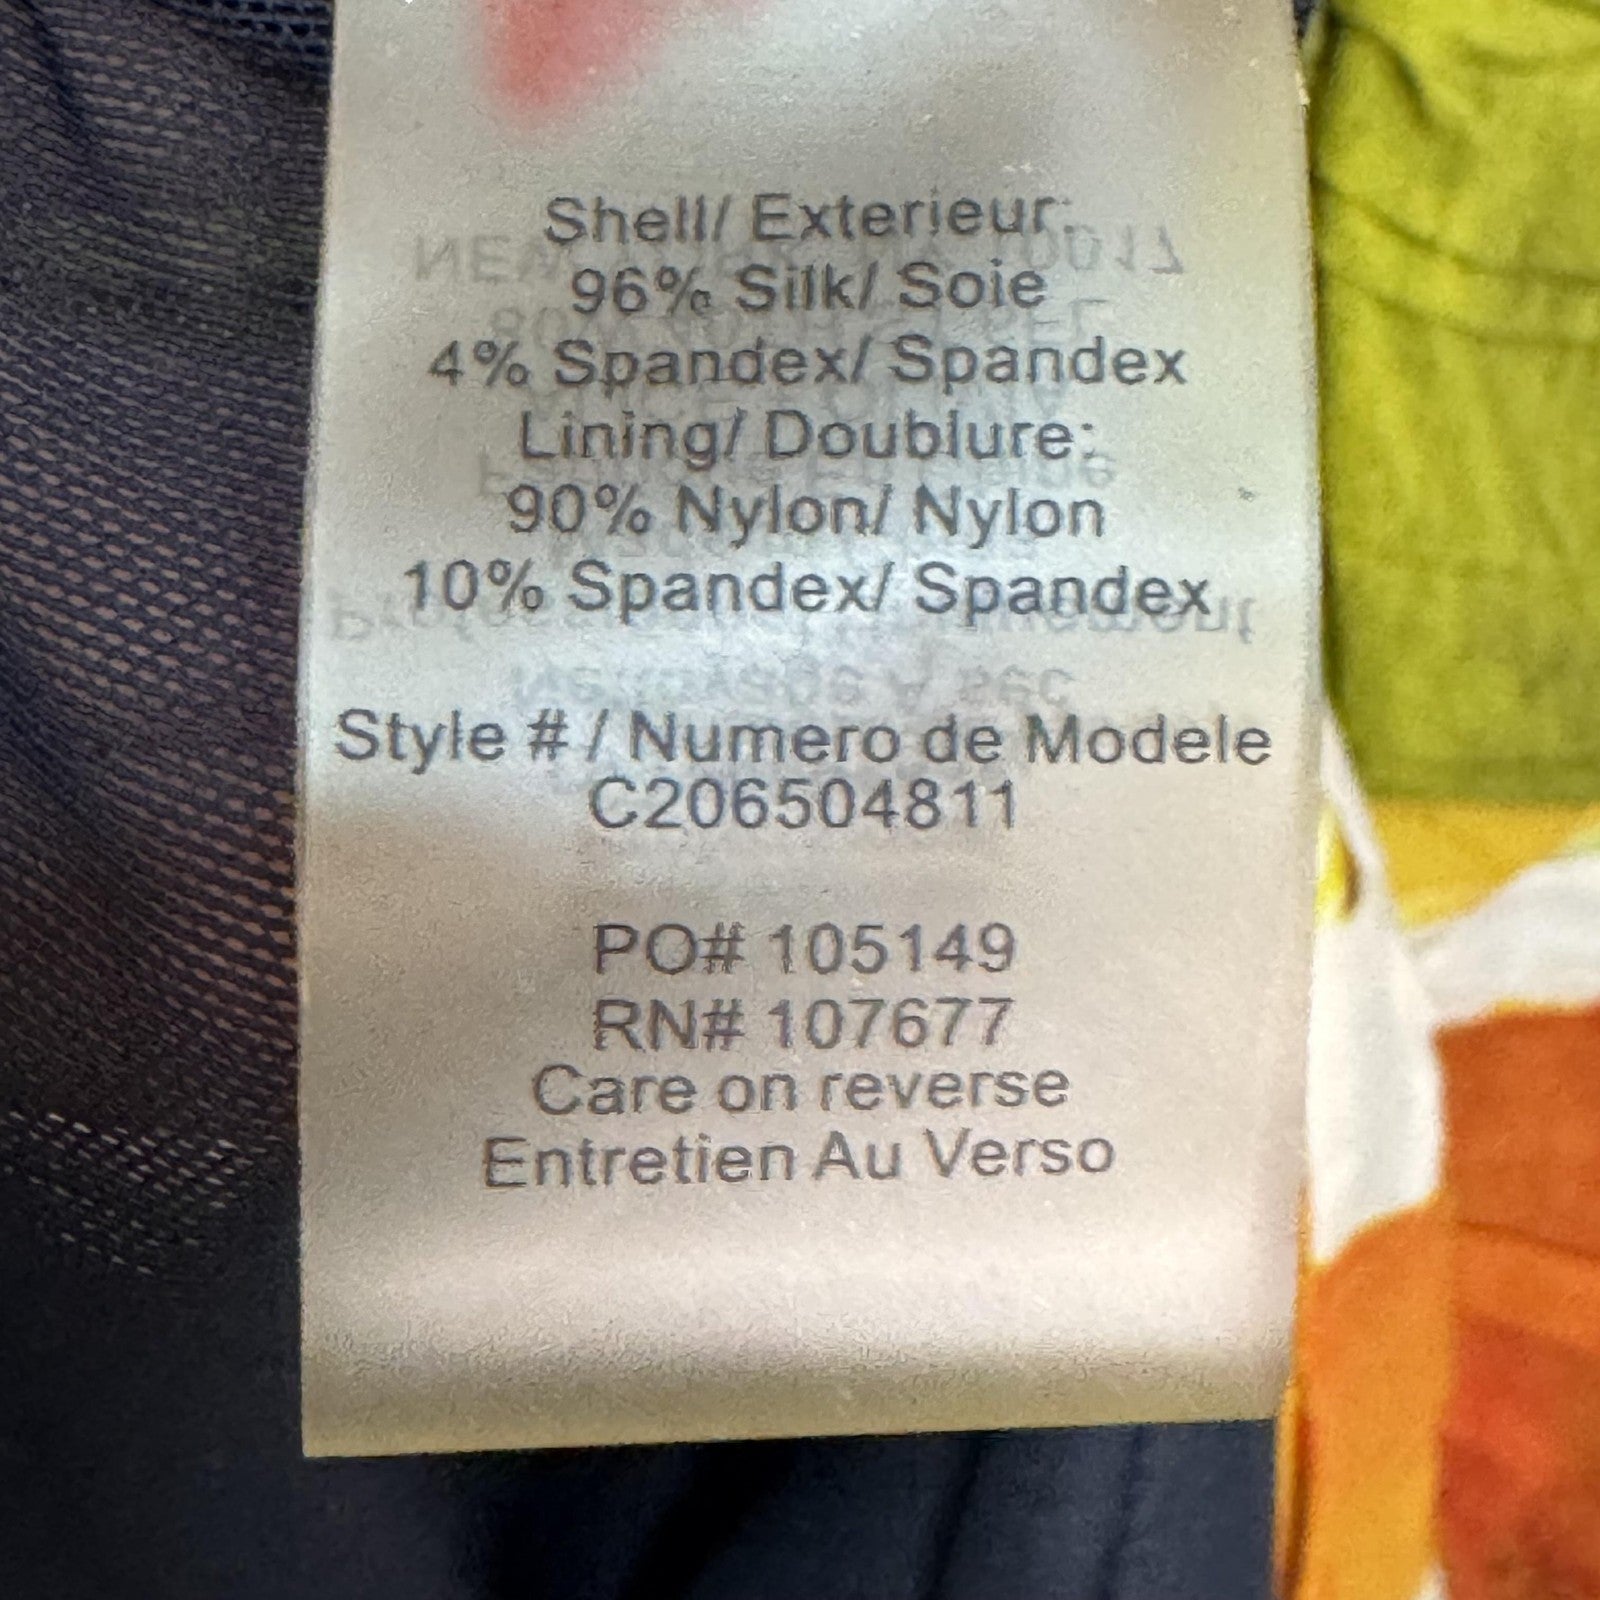 Shell/ Exterieur:
96% Silk/ Soie
4% Spandex/ Spandex
Lining/ Doublure:
90% Nylon/ Nylon
10% Spandex/ Spandex
Style # / Numero de Modele
C206504811
PO# 105149
RN# 107677
Care on reverse
Entretien Au Verso